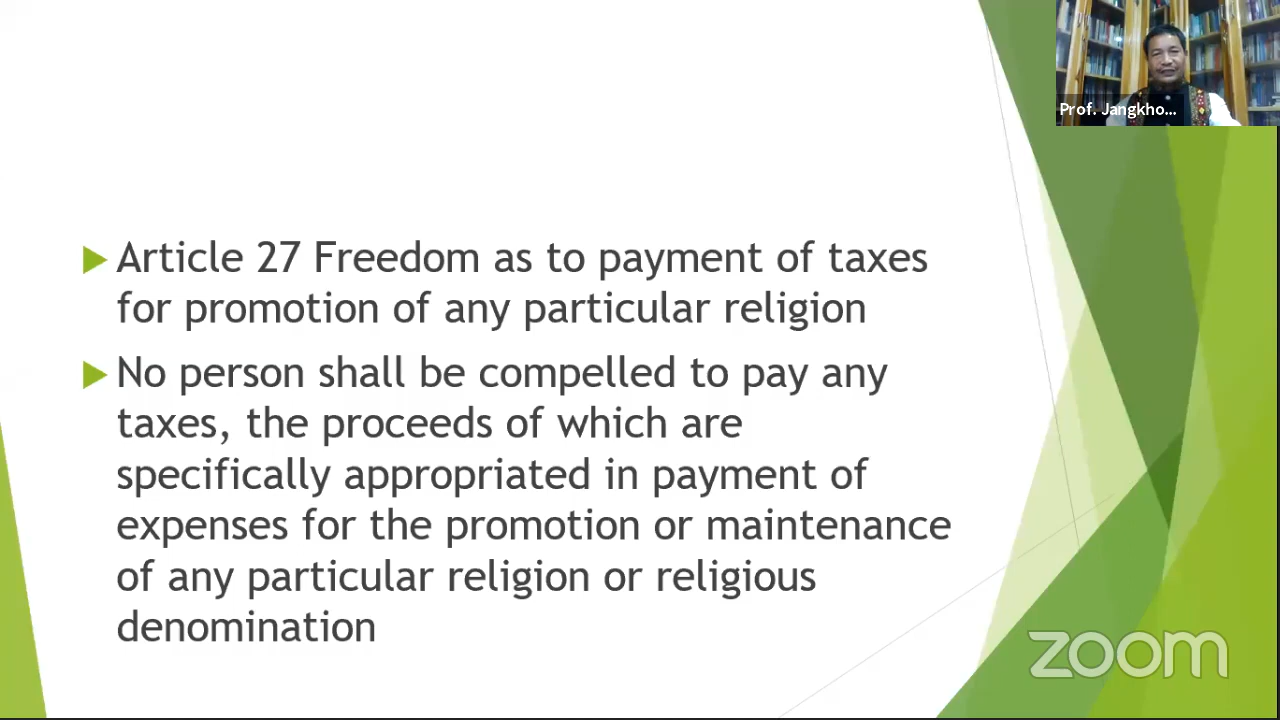 Prof. Jangkho...
Article 27 Freedom as to payment of taxes
for promotion of any particular religion
No person shall be compelled to pay any
taxes, the proceeds of which are
specifically appropriated in payment of
expenses for the promotion or maintenance
of any particular religion or religious
denomination
zoom